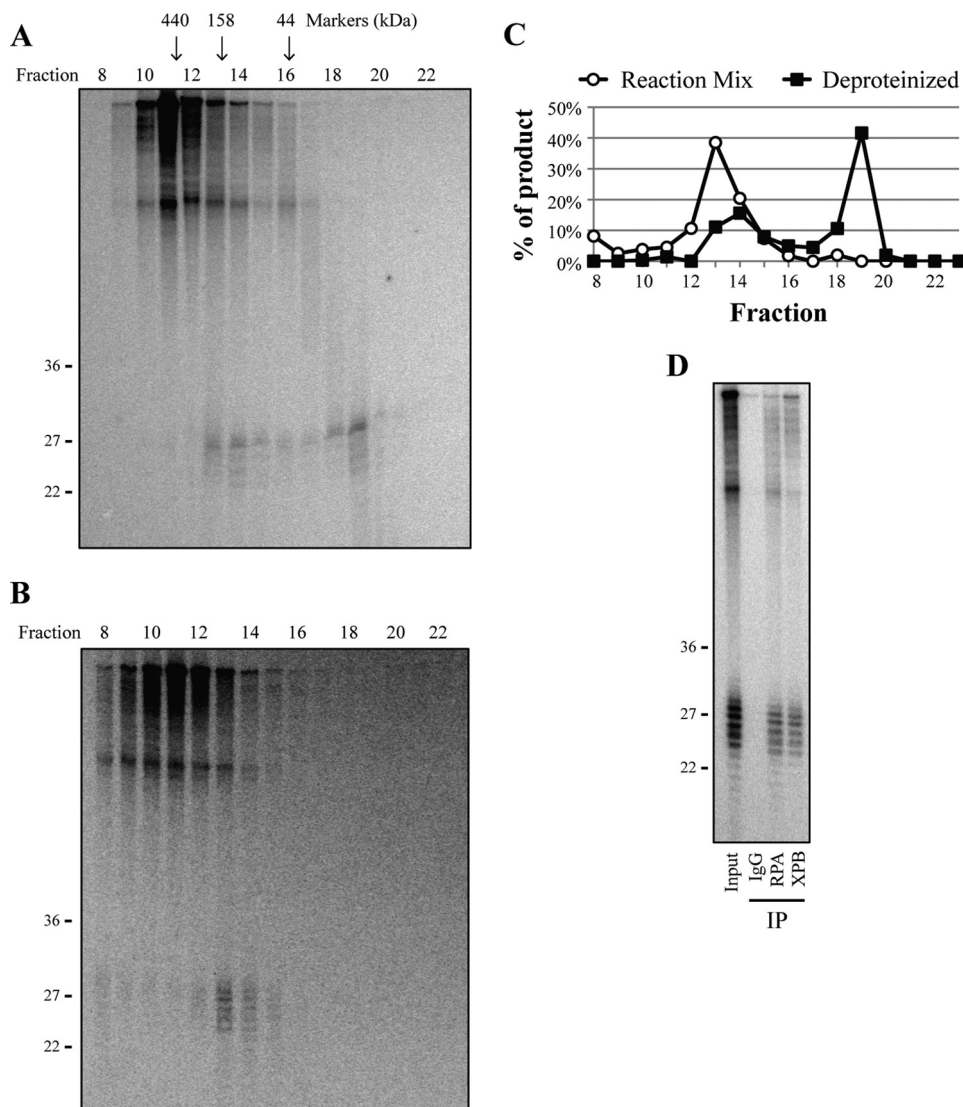 A
440 158 44 Markers (kDa)
Fraction 8 10 12 14 16 18 20 22
36
27
22
B
Fraction 8 10 12 14 16 18 20 22
36
27
22
C
Reaction Mix Deproteinized
50%
40%
30%
20%
10%
0%
% of product
8 10 12 14 16 18 20 22
Fraction
D
36
27
22
Input IgG RPA XPB
IP